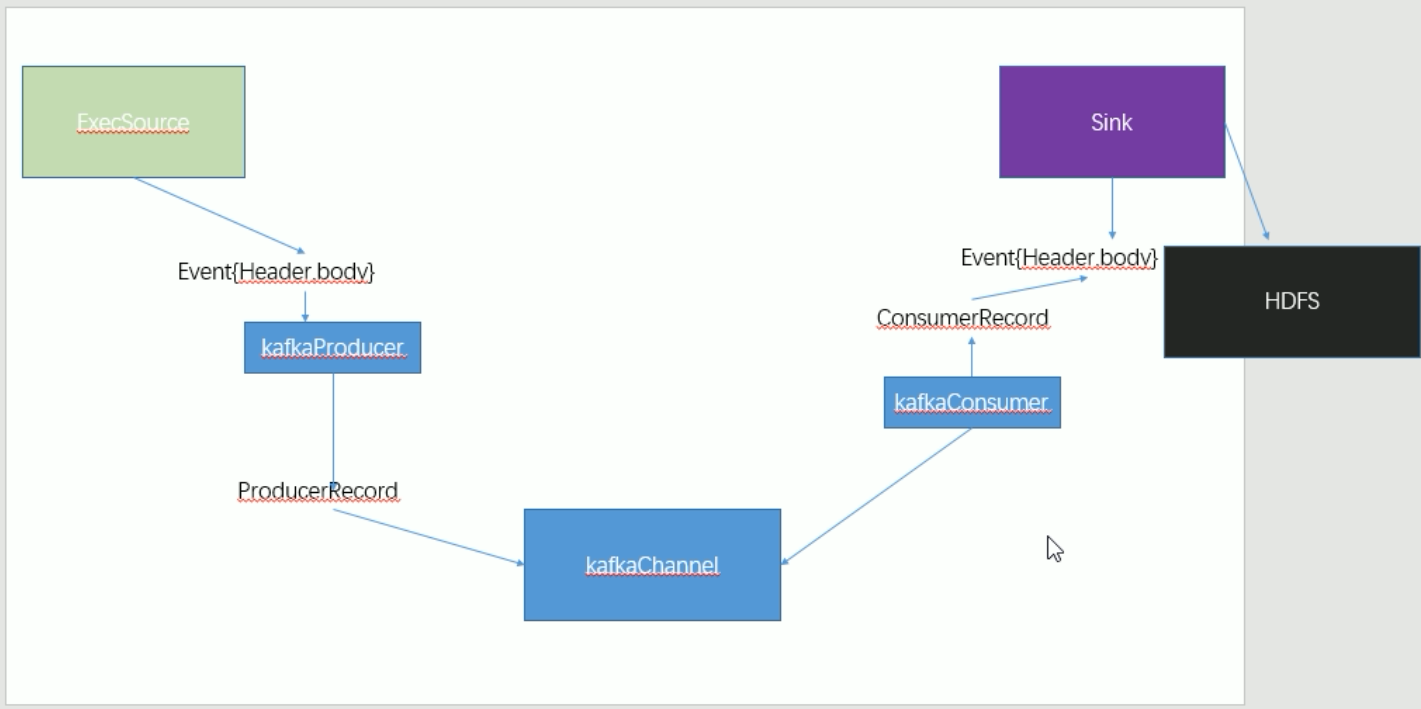 ExecSource
Sink
Event{Header.body}
Event{Header.body}
HDFS
ConsumerRecord
kafkaProducer
kafkaConsumer
ProducerRecord
kafkaChannel